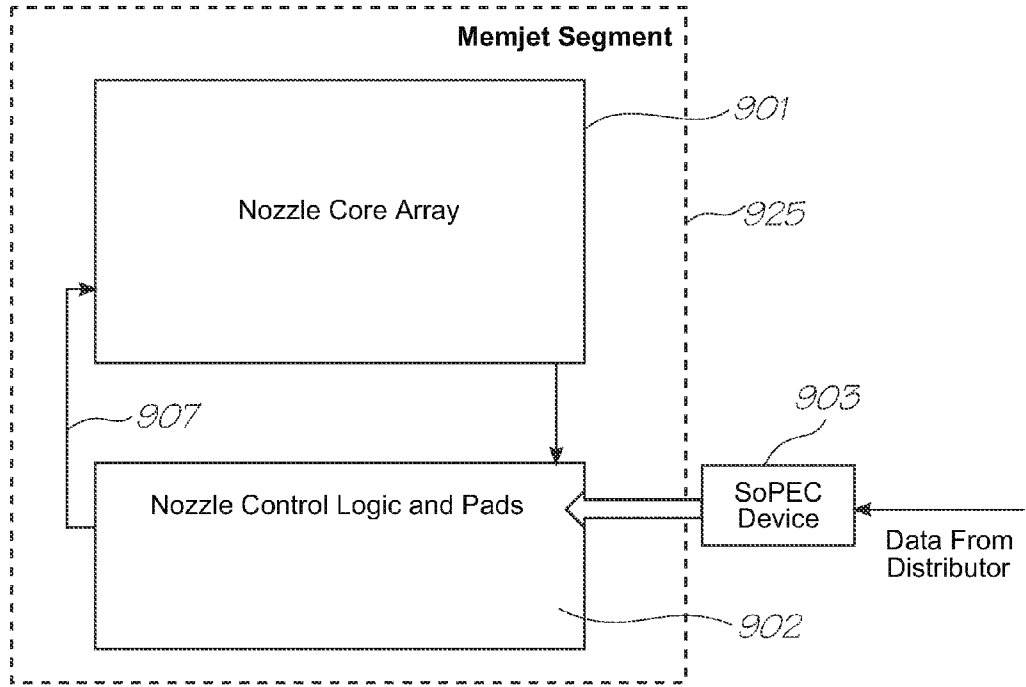 Memjet Segment
901
Nozzle Core Array
925
907
903
Nozzle Control Logic and Pads
SoPEC
Device
Data From
Distributor
902